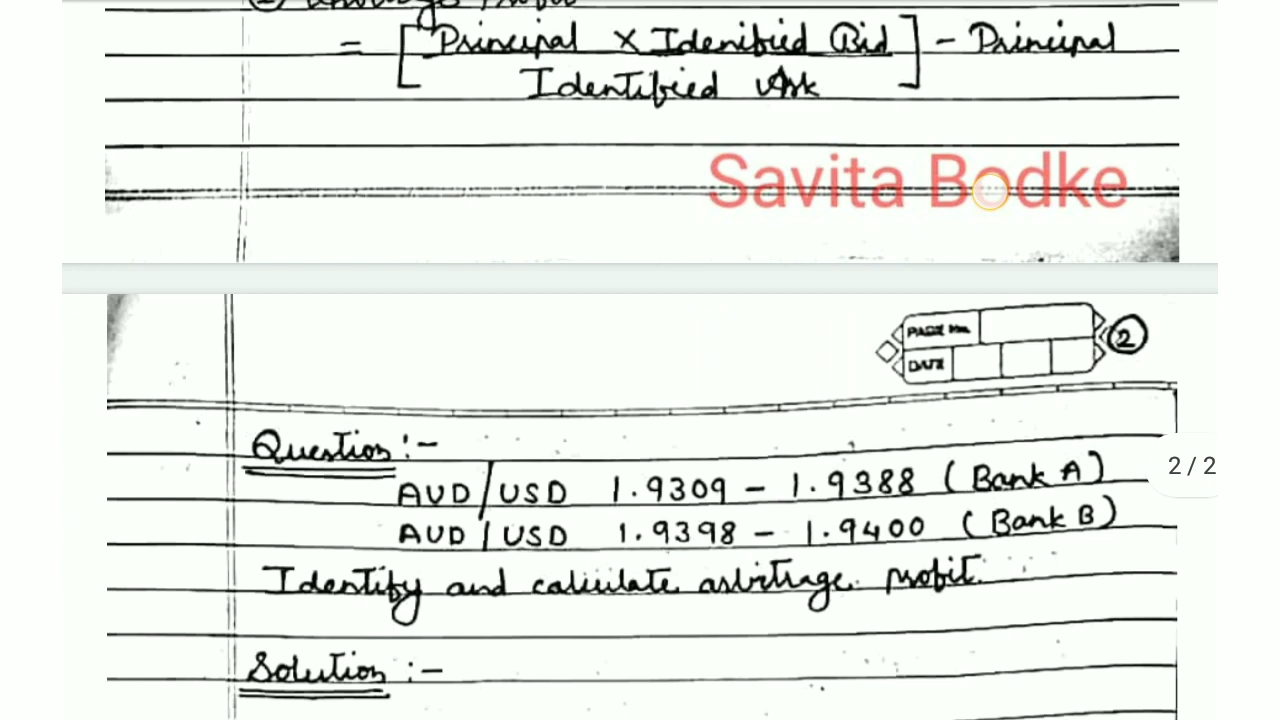 = [ Principal X Idenified Bid ] - Principal
Identified Ask
Savita Bodke
PAGE No.
DATE
2
Question :-
AUD/USD 1.9309 - 1.9388 (Bank A)
2/2
AUD/USD 1.9398 - 1.9400 (Bank B)
Identify and calculate arbitrage profit.
Solution :-